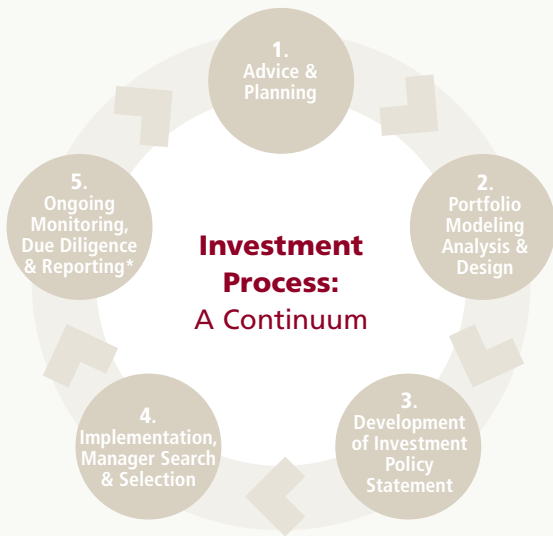 1.
Advice &
Planning
2.
Portfolio
Modeling
Analysis &
Design
3.
Development
of Investment
Policy
Statement
4.
Implementation,
Manager Search
& Selection
5.
Ongoing
Monitoring,
Due Diligence
& Reporting*
Investment
Process:
A Continuum